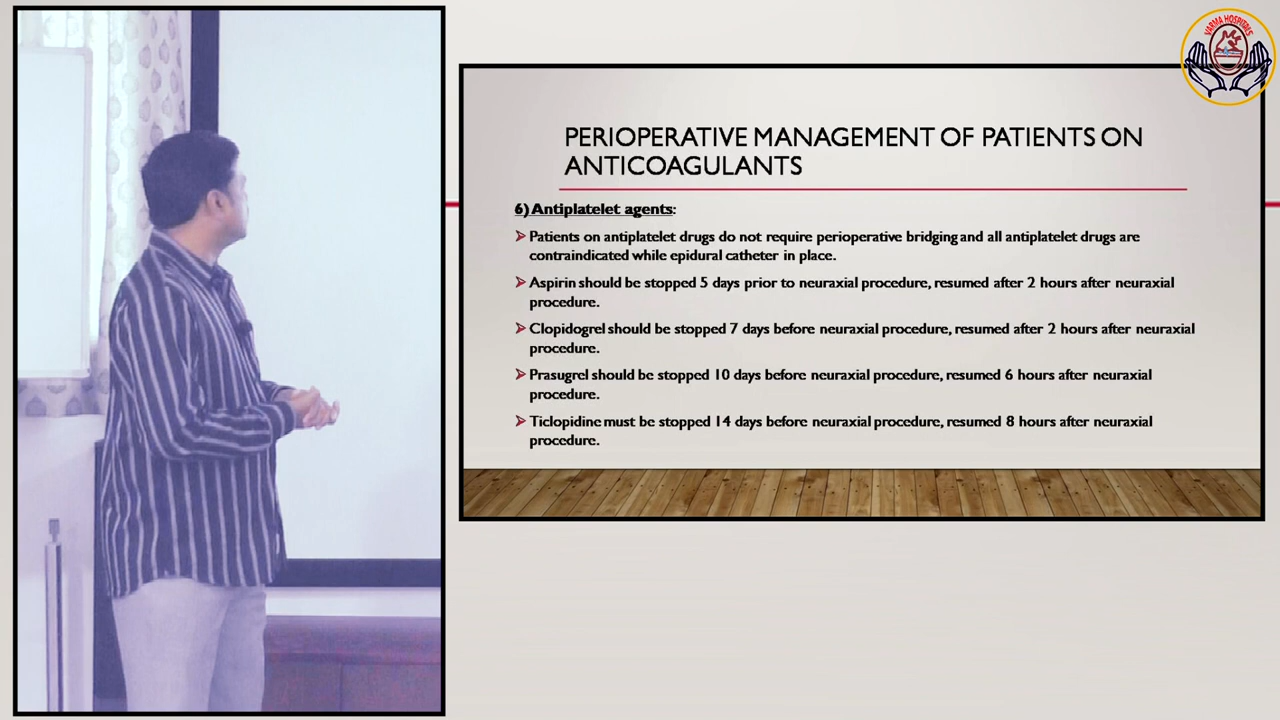 VARMA HOSPITALS
PERIOPERATIVE MANAGEMENT OF PATIENTS ON
ANTICOAGULANTS
6) Antiplatelet agents:
➢ Patients on antiplatelet drugs do not require perioperative bridging and all antiplatelet drugs are
contraindicated while epidural catheter in place.
➢ Aspirin should be stopped 5 days prior to neuraxial procedure, resumed after 2 hours after neuraxial
procedure.
➢ Clopidogrel should be stopped 7 days before neuraxial procedure, resumed after 2 hours after neuraxial
procedure.
➢ Prasugrel should be stopped 10 days before neuraxial procedure, resumed 6 hours after neuraxial
procedure.
➢ Ticlopidine must be stopped 14 days before neuraxial procedure, resumed 8 hours after neuraxial
procedure.